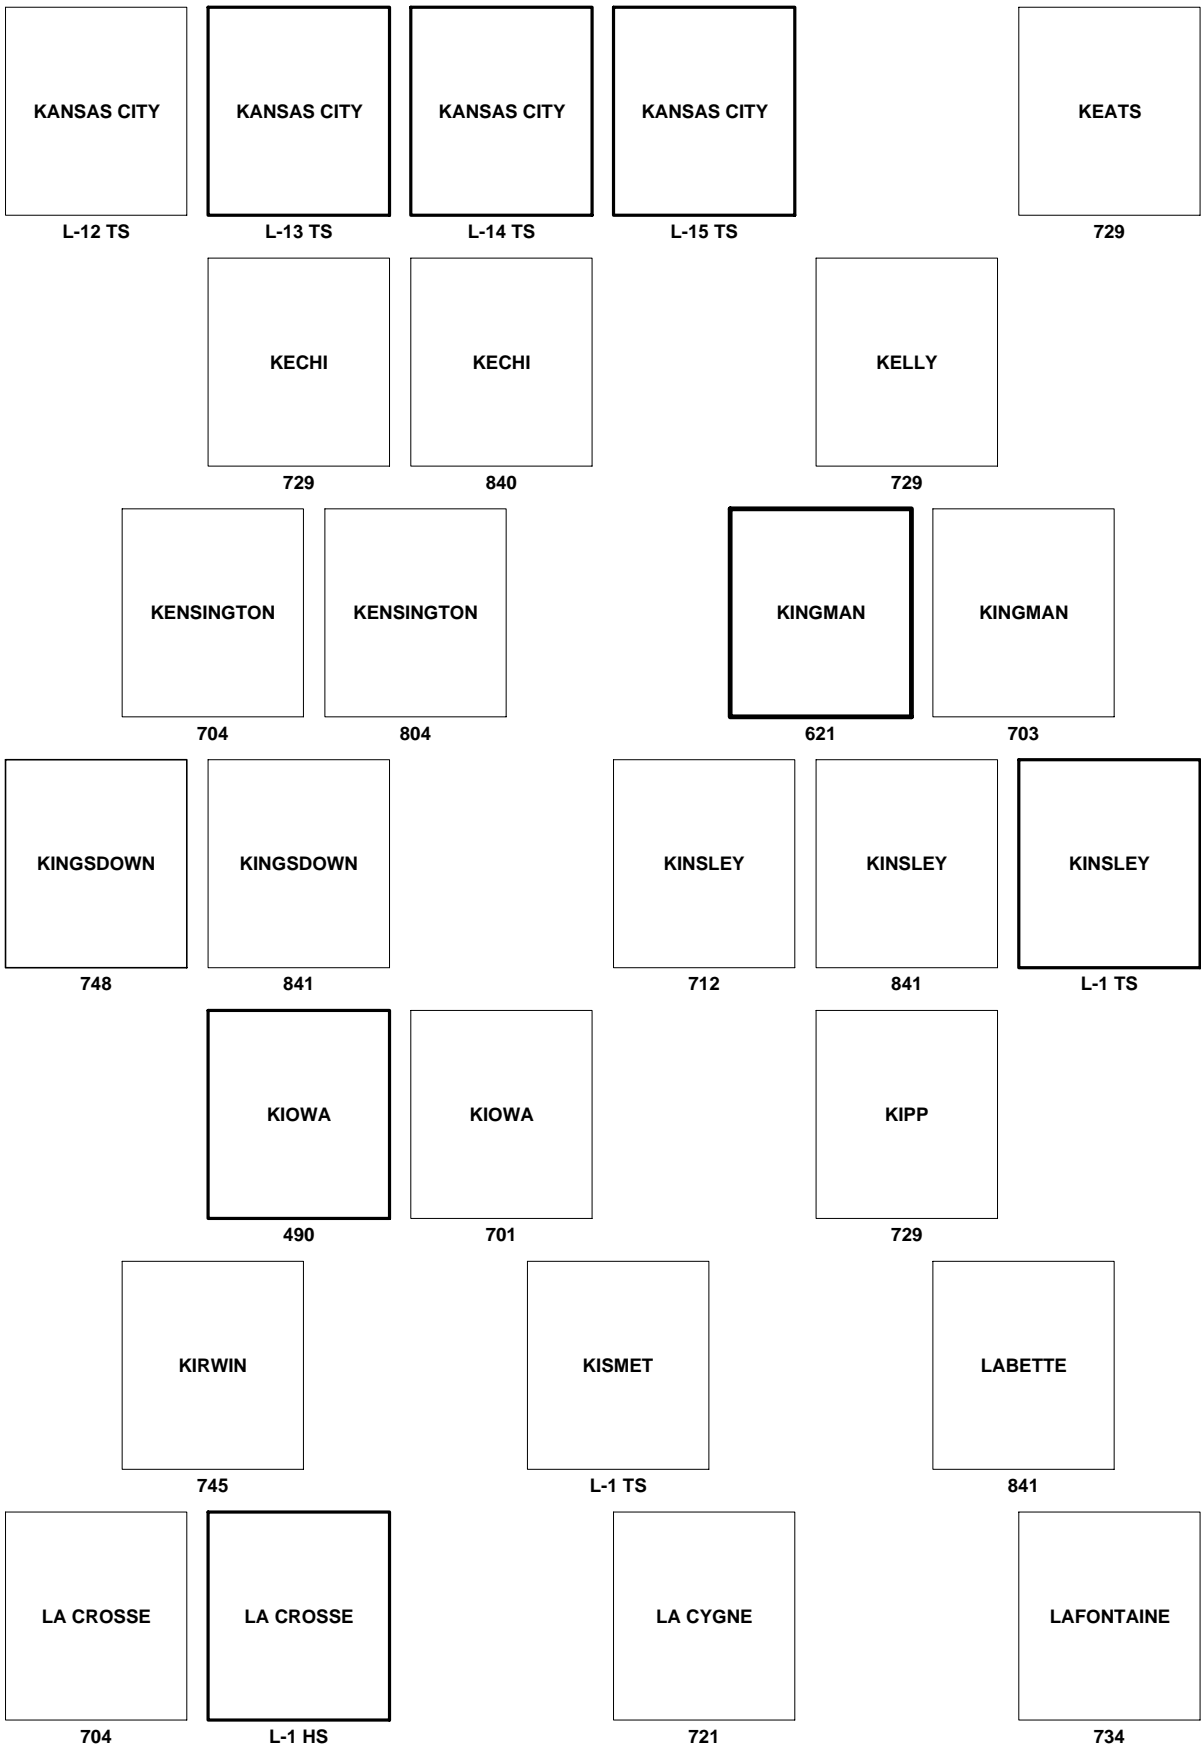 KANSAS CITY KANSAS CITY KANSAS CITY KANSAS CITY KEATS
L-12 TS L-13 TS L-14 TS L-15 TS 729
KECHI KECHI KELLY
729 840 729
KENSINGTON KENSINGTON KINGMAN KINGMAN
704 804 621 703
KINGSDOWN KINGSDOWN KINSLEY KINSLEY KINSLEY
748 841 712 841 L-1 TS
KIOWA KIOWA KIPP
490 701 729
KIRWIN KISMET LABETTE
745 L-1 TS 841
LA CROSSE LA CROSSE LA CYGNE LAFONTAINE
704 L-1 HS 721 734